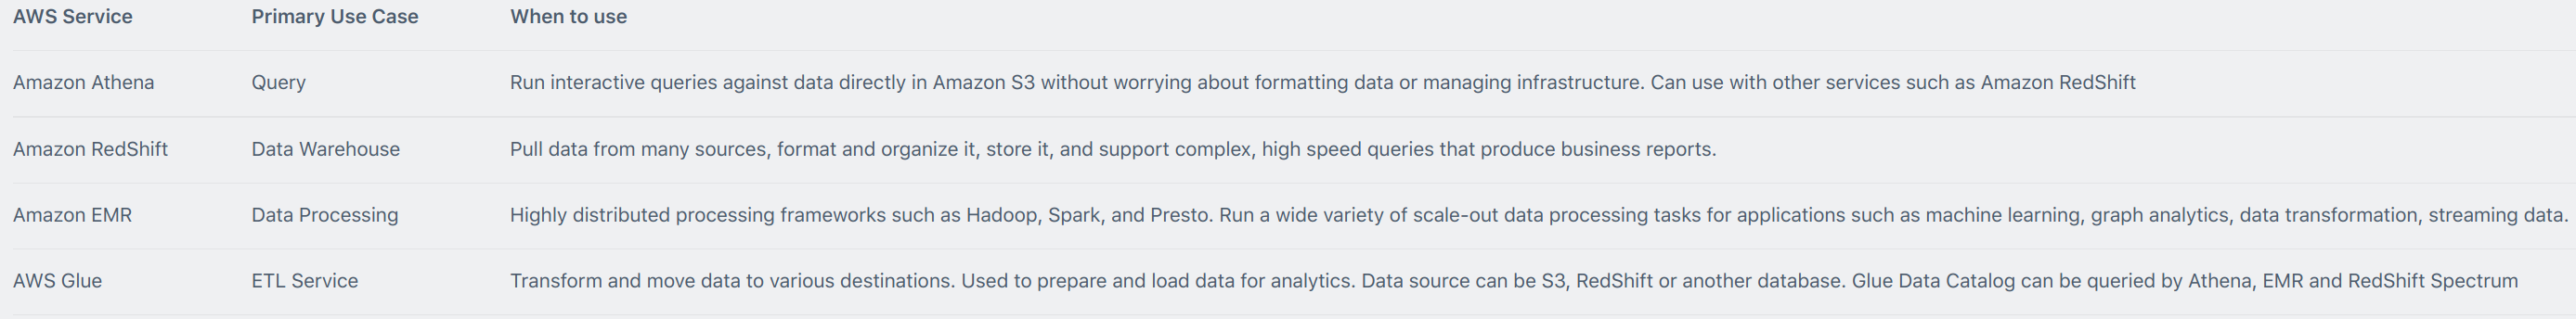 AWS Service Primary Use Case When to use
Amazon Athena Query Run interactive queries against data directly in Amazon S3 without worrying about formatting data or managing infrastructure. Can use with other services such as Amazon RedShift
Amazon RedShift Data Warehouse Pull data from many sources, format and organize it, store it, and support complex, high speed queries that produce business reports.
Amazon EMR Data Processing Highly distributed processing frameworks such as Hadoop, Spark, and Presto. Run a wide variety of scale-out data processing tasks for applications such as machine learning, graph analytics, data transformation, streaming data.
AWS Glue ETL Service Transform and move data to various destinations. Used to prepare and load data for analytics. Data source can be S3, RedShift or another database. Glue Data Catalog can be queried by Athena, EMR and RedShift Spectrum